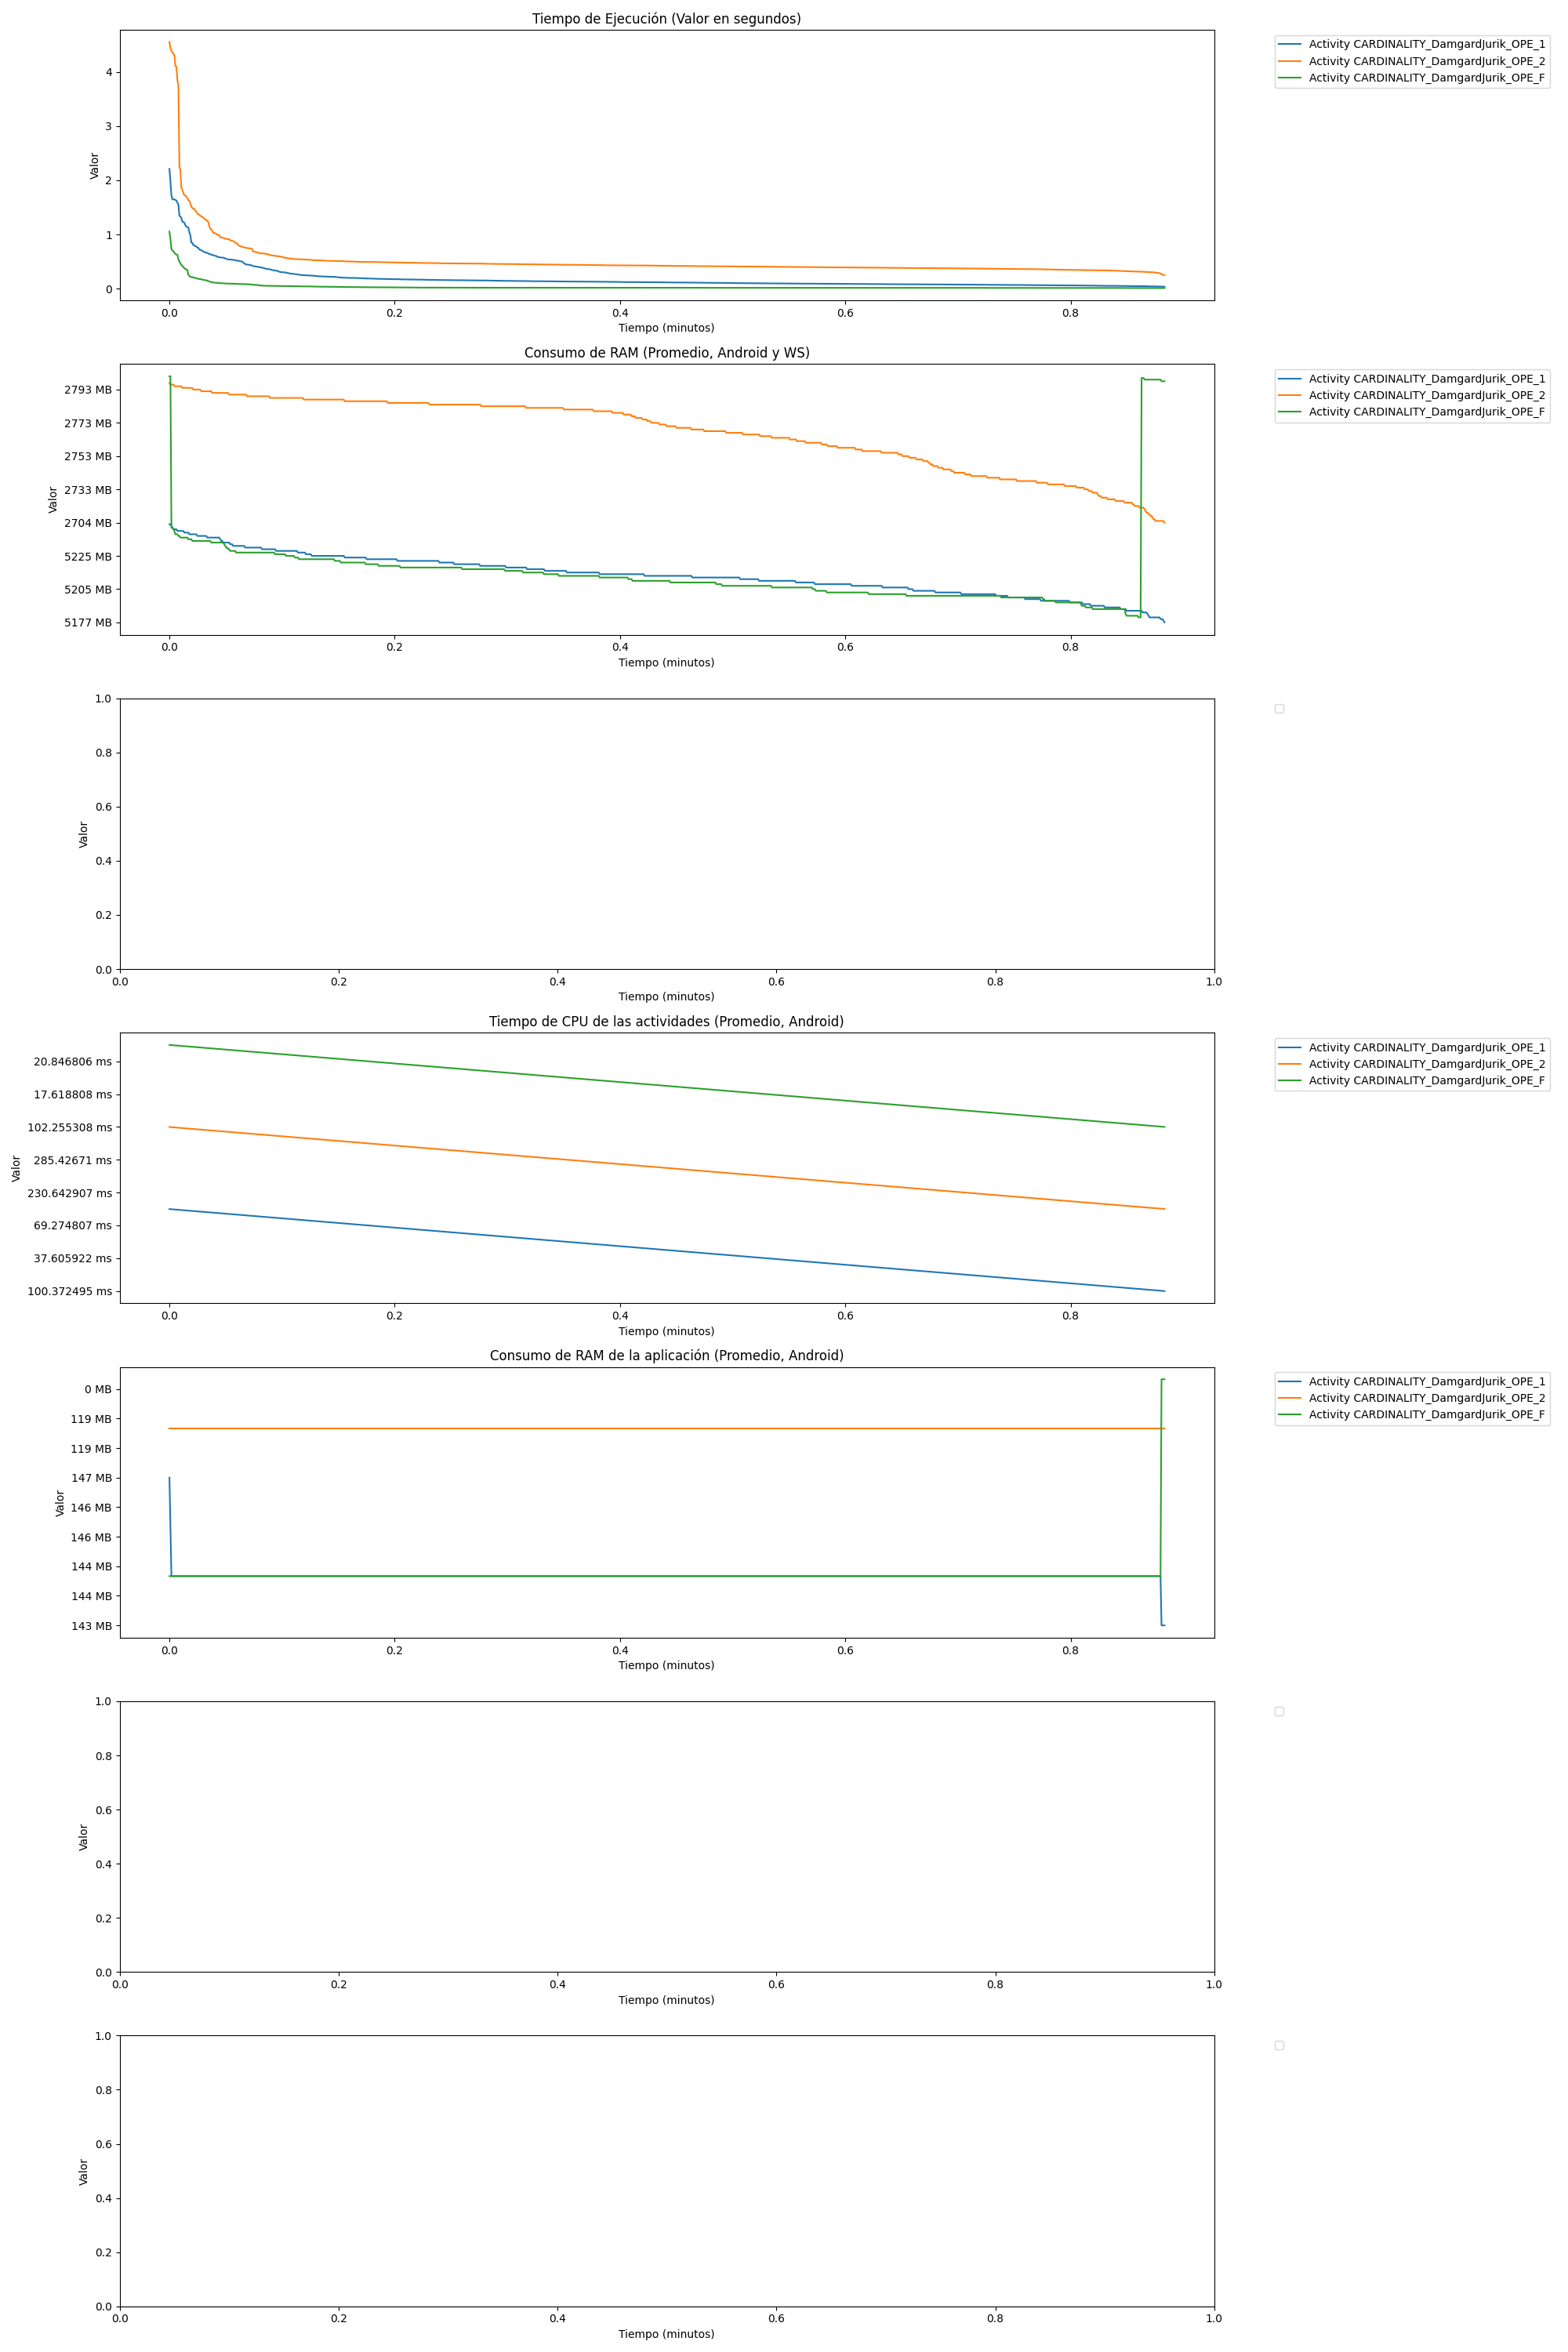 Tiempo de Ejecución (Valor en segundos)
Valor
4
3
2
1
0
0.0 0.2 0.4 0.6 0.8
Tiempo (minutos)
Activity CARDINALITY_DamgardJurik_OPE_1
Activity CARDINALITY_DamgardJurik_OPE_2
Activity CARDINALITY_DamgardJurik_OPE_F
Consumo de RAM (Promedio, Android y WS)
Valor
2793 MB
2773 MB
2753 MB
2733 MB
2704 MB
5225 MB
5205 MB
5177 MB
0.0 0.2 0.4 0.6 0.8
Tiempo (minutos)
Activity CARDINALITY_DamgardJurik_OPE_1
Activity CARDINALITY_DamgardJurik_OPE_2
Activity CARDINALITY_DamgardJurik_OPE_F
Valor
1.0
0.8
0.6
0.4
0.2
0.0
0.0 0.2 0.4 0.6 0.8 1.0
Tiempo (minutos)
Tiempo de CPU de las actividades (Promedio, Android)
Valor
20.846806 ms
17.618808 ms
102.255308 ms
285.42671 ms
230.642907 ms
69.274807 ms
37.605922 ms
100.372495 ms
0.0 0.2 0.4 0.6 0.8
Tiempo (minutos)
Activity CARDINALITY_DamgardJurik_OPE_1
Activity CARDINALITY_DamgardJurik_OPE_2
Activity CARDINALITY_DamgardJurik_OPE_F
Consumo de RAM de la aplicación (Promedio, Android)
Valor
0 MB
119 MB
119 MB
147 MB
146 MB
146 MB
144 MB
144 MB
143 MB
0.0 0.2 0.4 0.6 0.8
Tiempo (minutos)
Activity CARDINALITY_DamgardJurik_OPE_1
Activity CARDINALITY_DamgardJurik_OPE_2
Activity CARDINALITY_DamgardJurik_OPE_F
Valor
1.0
0.8
0.6
0.4
0.2
0.0
0.0 0.2 0.4 0.6 0.8 1.0
Tiempo (minutos)
Valor
1.0
0.8
0.6
0.4
0.2
0.0
0.0 0.2 0.4 0.6 0.8 1.0
Tiempo (minutos)